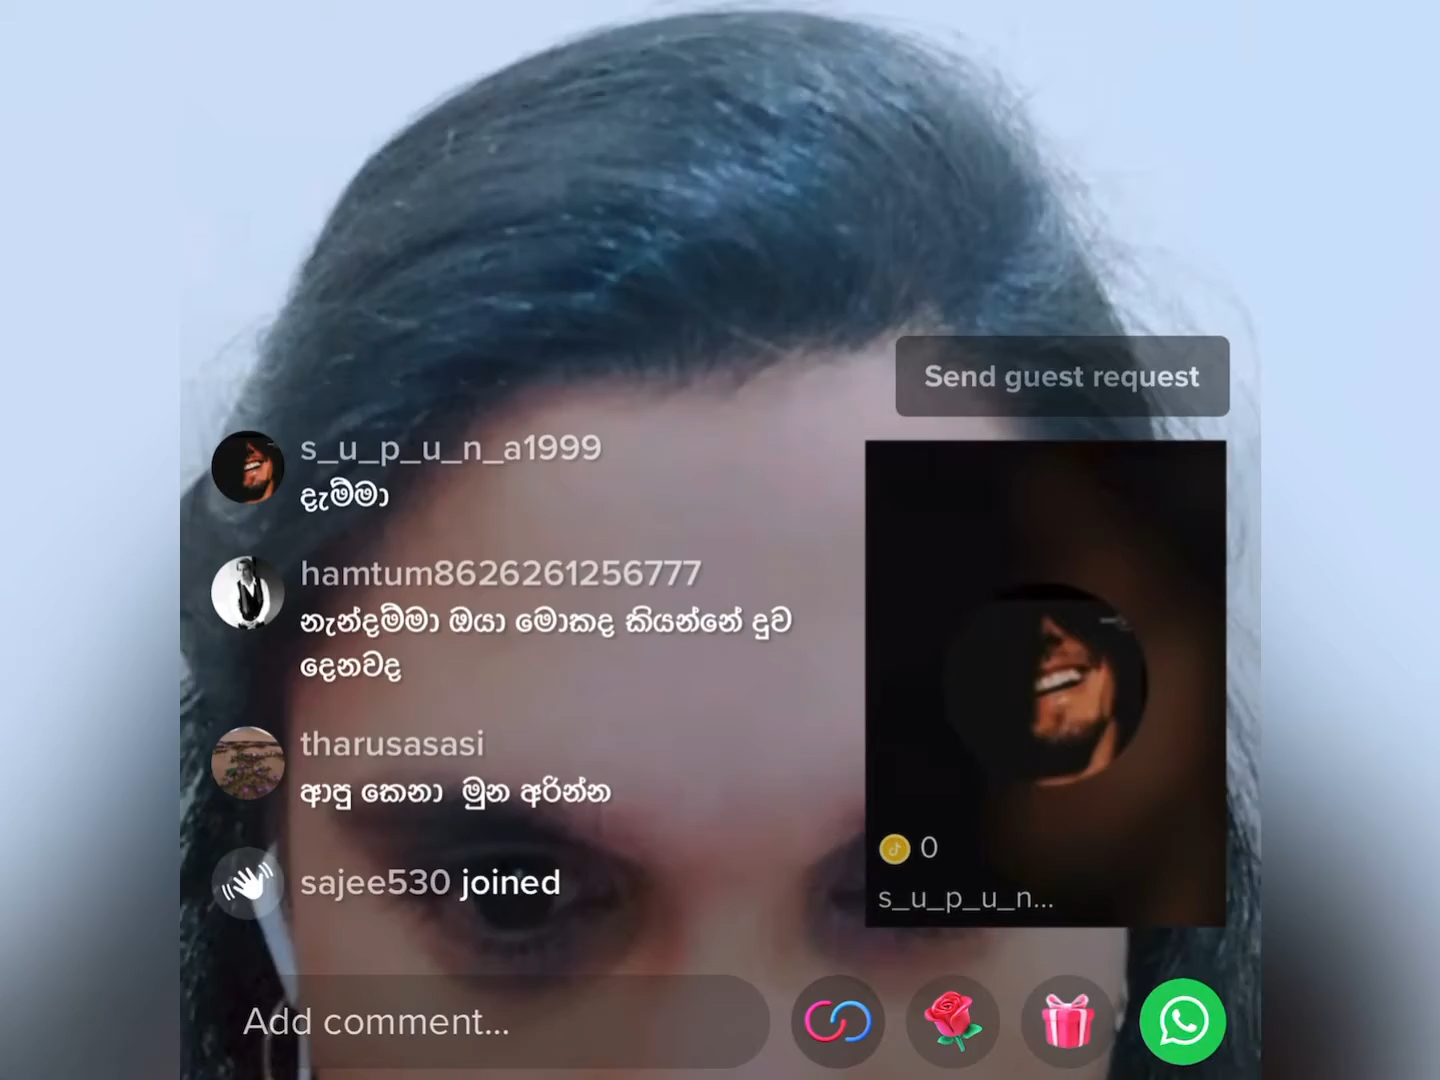 Send guest request
s_u_p_u_n_a1999
දැම්මා
hamtum8626261256777
නැන්දම්මා ඔයා මොකද කියන්නේ දුව
දෙනවද
tharusasasi
ආපු කෙනා මුන අරින්න
sajee530 joined
0
s_u_p_u_n...
Add comment...